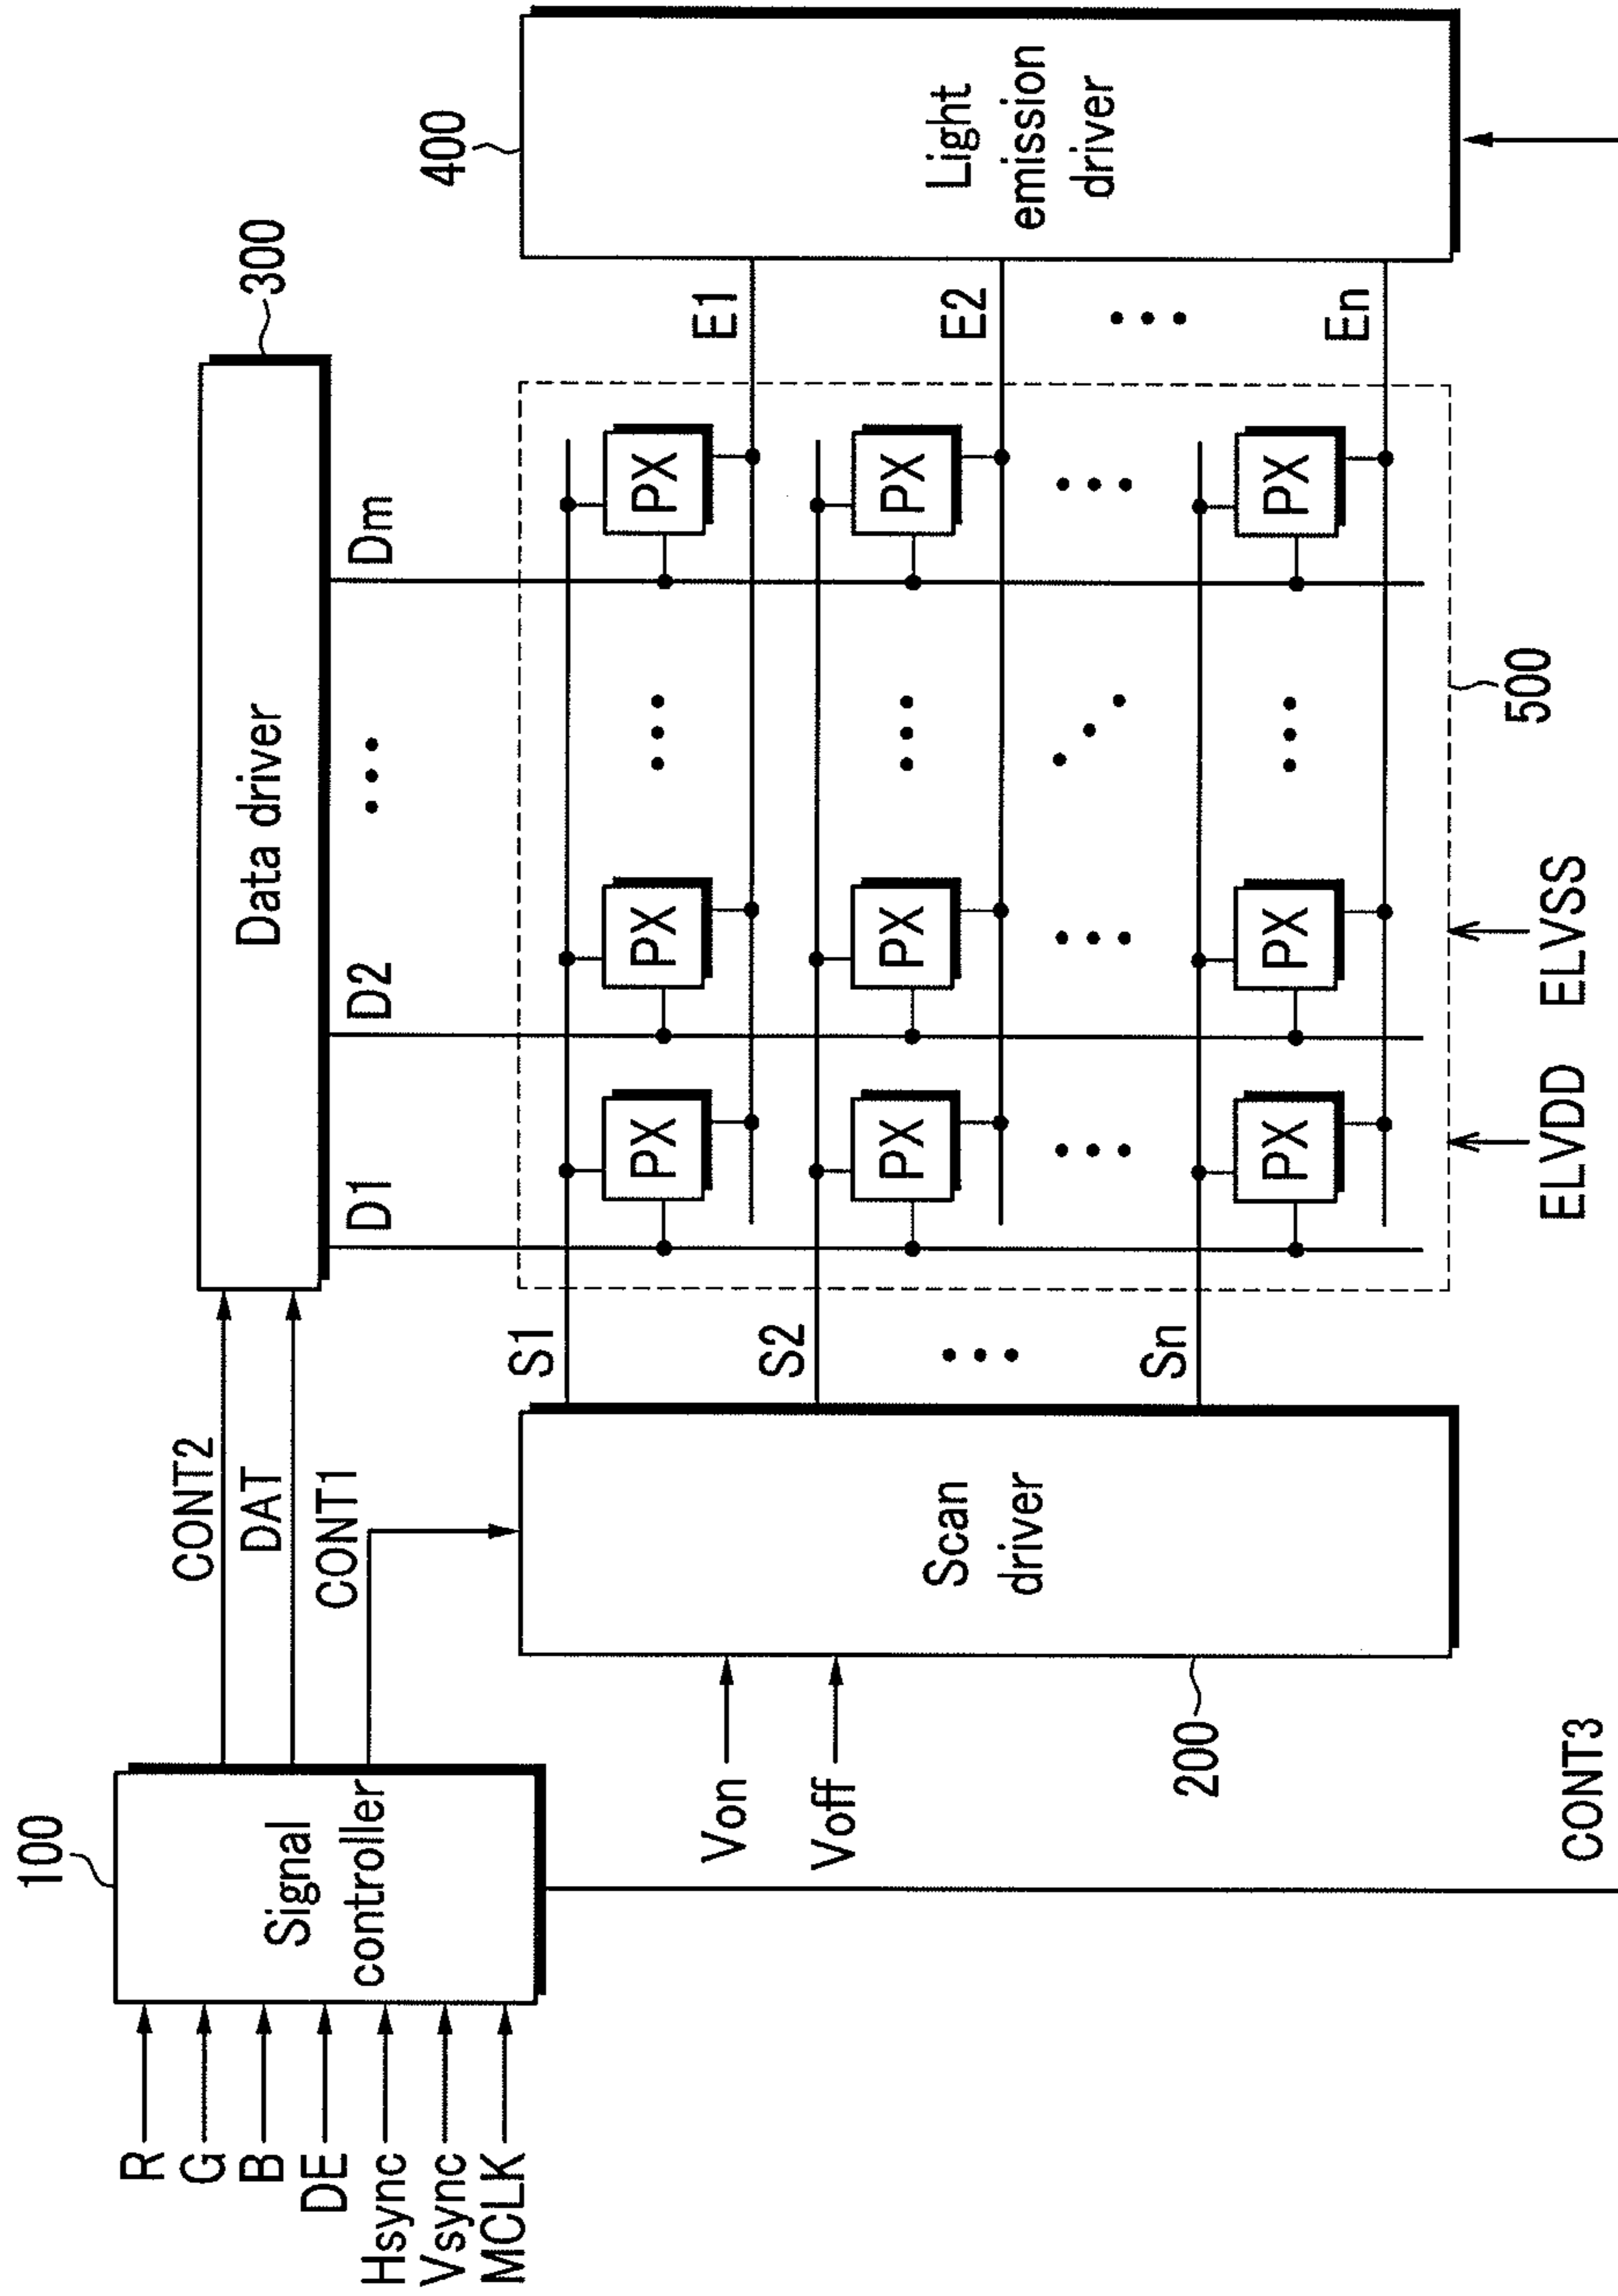 100
Signal
controller
R
G
B
DE
Hsync
Vsync
MCLK
CONT2
DAT
CONT1
Data driver
300
D1
D2
• • •
Dm
400
Light
emission
driver
Von
Voff
200
Scan
driver
S1
S2
• • •
Sn
PX
PX
• • •
PX
E1
PX
PX
• • •
PX
E2
• • •
• • •
• • •
• • •
• • •
PX
PX
• • •
PX
En
ELVDD
ELVSS
500
CONT3